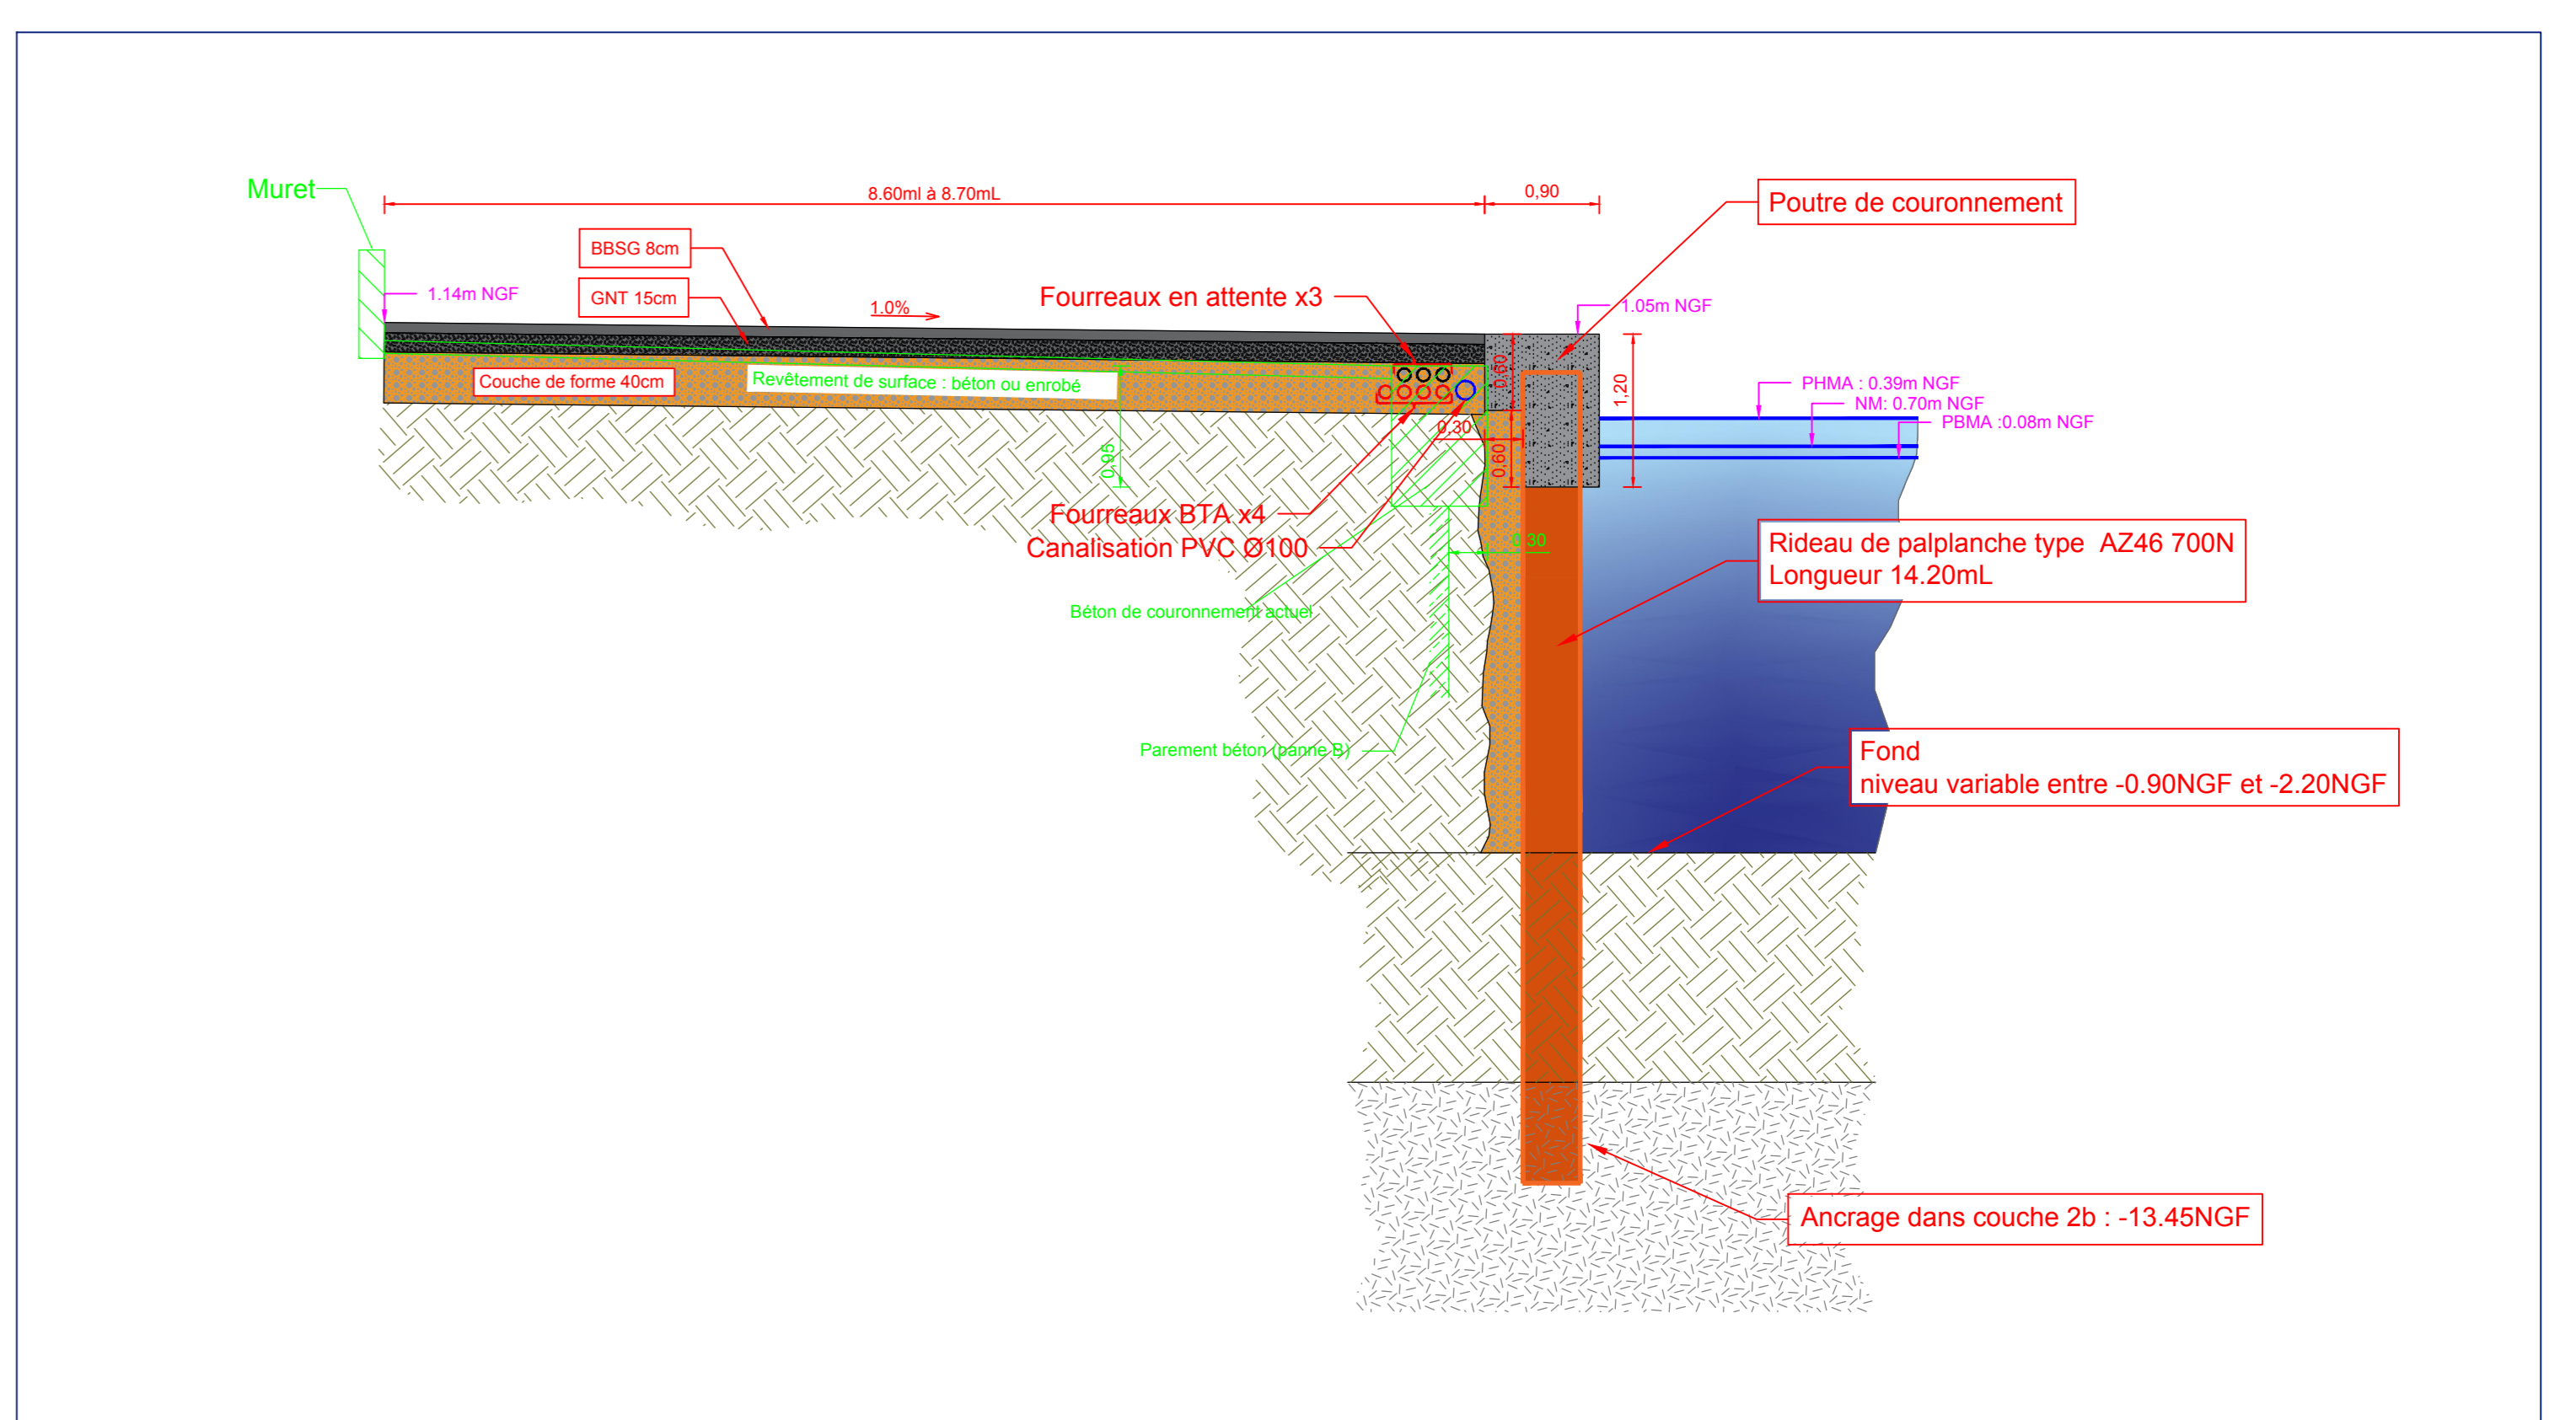 Muret
8.60ml à 8.70mL
0,90
Poutre de couronnement
BBSG 8cm
1.14m NGF
GNT 15cm
1.0%
Fourreaux en attente x3
1.05m NGF
Couche de forme 40cm
Revêtement de surface : béton ou enrobé
0,60
1,20
PHMA : 0.39m NGF
NM: 0.70m NGF
PBMA :0.08m NGF
0,30
0,95
0,60
Fourreaux BTA x4
Canalisation PVC Ø100
0,30
Rideau de palplanche type AZ46 700N
Longueur 14.20mL
Béton de couronnement actuel
Parement béton (panne B)
Fond
niveau variable entre -0.90NGF et -2.20NGF
Ancrage dans couche 2b : -13.45NGF